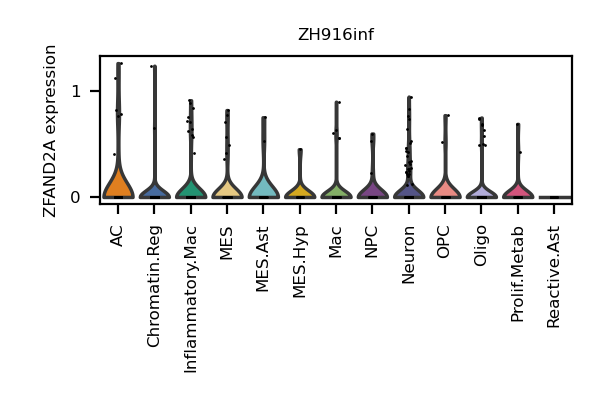 ZH916inf
ZFAND2A expression
1
0
AC
Chromatin.Reg
Inflammatory.Mac
MES
MES.Ast
MES.Hyp
Mac
NPC
Neuron
OPC
Oligo
Prolif.Metab
Reactive.Ast